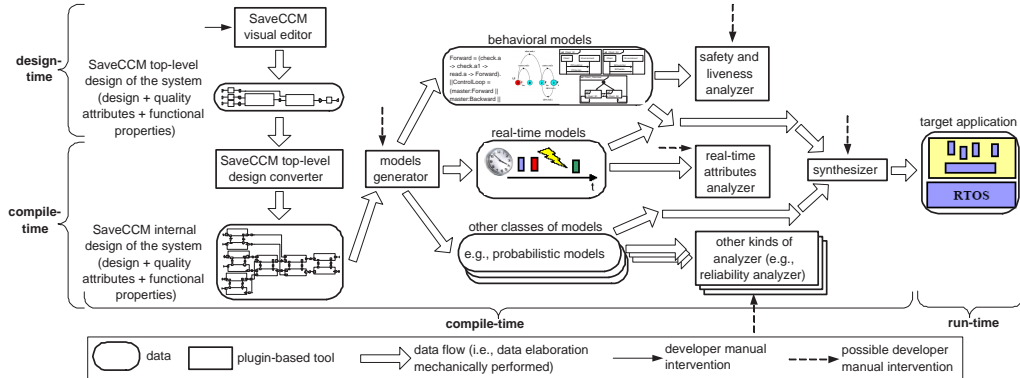 design-
time
SaveCCM top-level
design of the system
(design + quality
attributes + functional
properties)
SaveCCM
visual editor
SaveCCM top-level
design converter
compile-
time
SaveCCM internal
design of the system
(design + quality
attributes + functional
properties)
models
generator
behavioral models
Forward = (check.a
-> check.a1 ->
read.a -> Forward).
||ControlLoop =
(master:Forward ||
master:Backward ||
safety and
liveness
analyzer
real-time models
t
real-time
attributes
analyzer
other classes of models
e.g., probabilistic models
other kinds of
analyzer (e.g.,
reliability analyzer)
synthesizer
target application
RTOS
compile-time
run-time
data
plugin-based tool
data flow (i.e., data elaboration
mechanically performed)
developer manual
intervention
possible developer
manual intervention